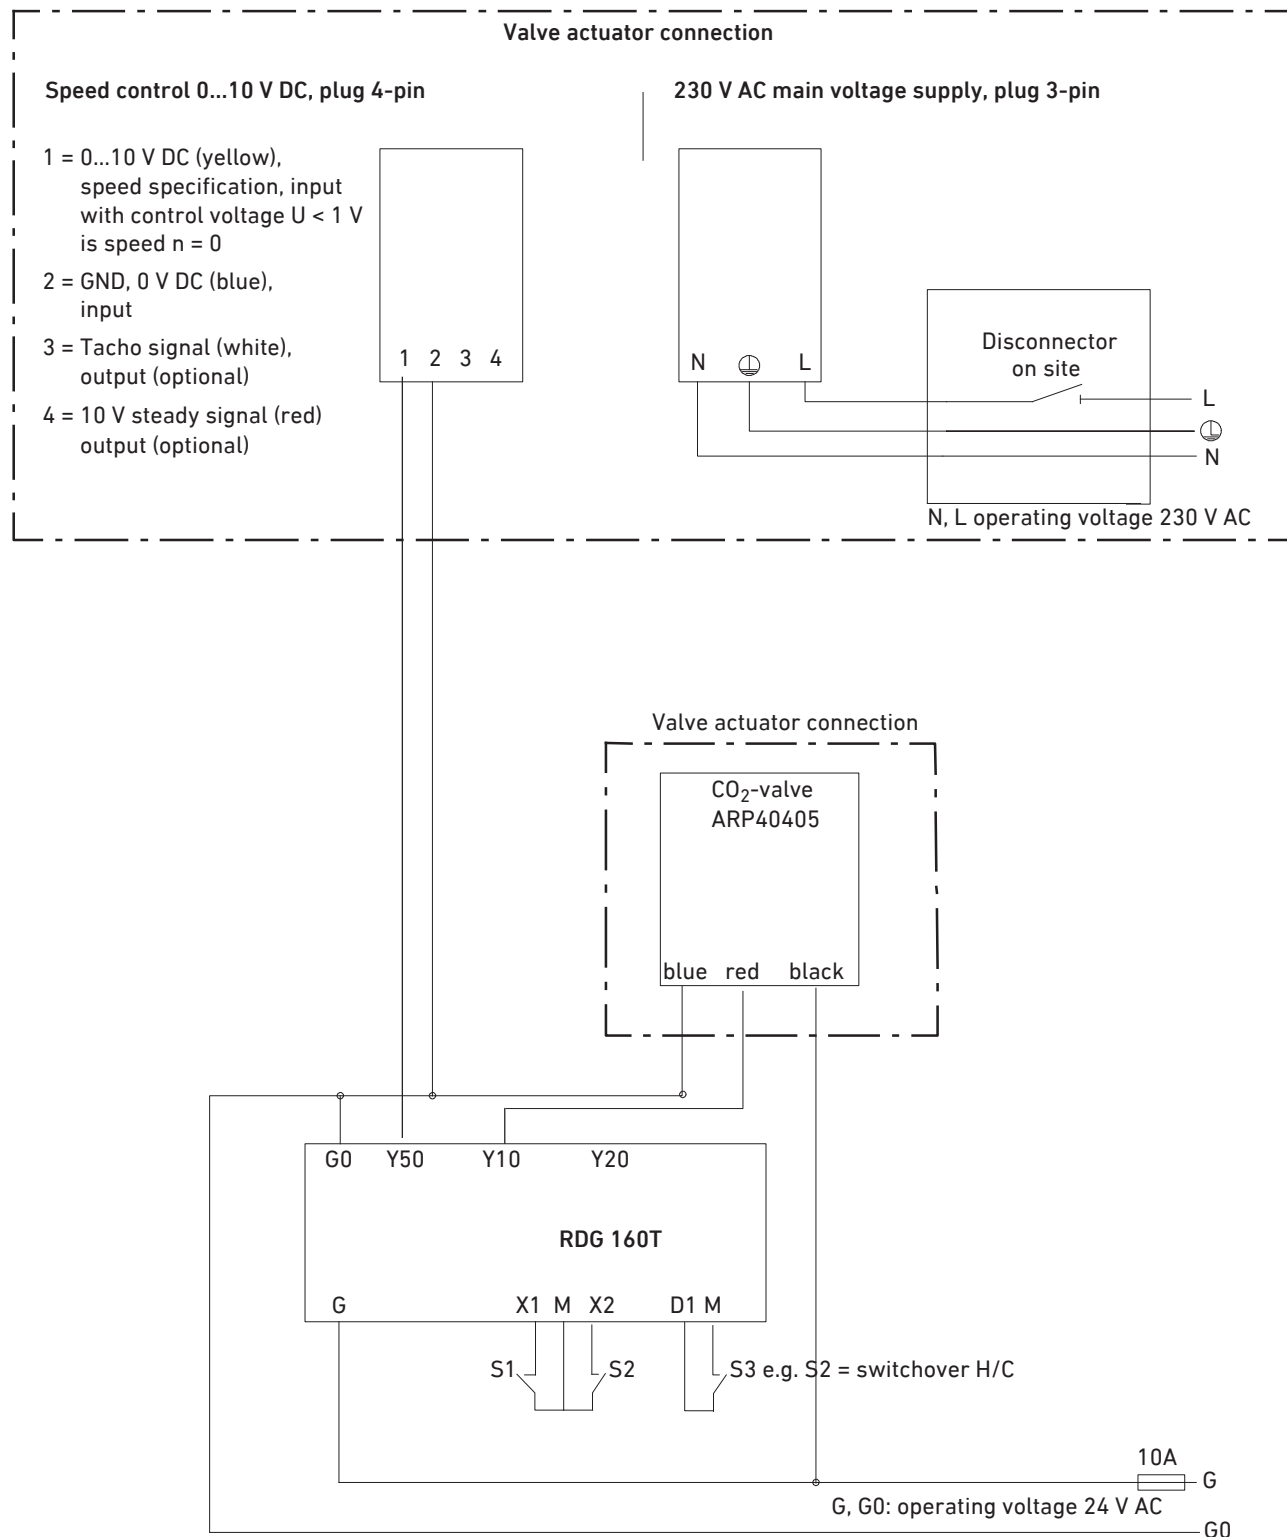 Valve actuator connection
Speed control 0...10 V DC, plug 4-pin
230 V AC main voltage supply, plug 3-pin
1 = 0...10 V DC (yellow),
speed specification, input
with control voltage U < 1 V
is speed n = 0
2 = GND, 0 V DC (blue),
input
3 = Tacho signal (white),
output (optional)
4 = 10 V steady signal (red)
output (optional)
1 2 3 4
N L
Disconnector
on site
L
N
N, L operating voltage 230 V AC
Valve actuator connection
CO₂-valve
ARP40405
blue red black
G0 Y50 Y10 Y20
RDG 160T
G X1 M X2 D1 M
S1 S2 S3 e.g. S2 = switchover H/C
10A
G
G, G0: operating voltage 24 V AC
G0